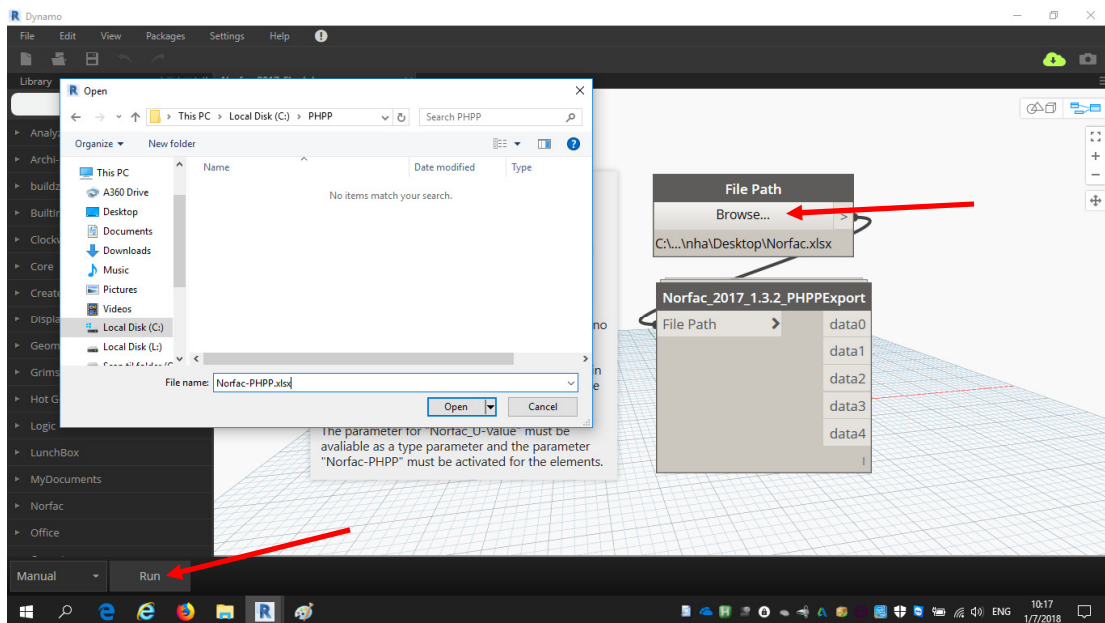 Dynamo
File Edit View Packages Settings Help
Library
Open
This PC > Local Disk (C:) > PHPP
Search PHPP
Organize New folder
Name Date modified Type
No items match your search.
This PC
A360 Drive
Desktop
Documents
Downloads
Music
Pictures
Videos
Local Disk (C:)
Local Disk (L:)
File name: Norfac-PHPP.xlsx
Open Cancel
Archi-
Builtin
Core
Create
Displa
Geom
Grims
Hot G
Logic
LunchBox
MyDocuments
Norfac
Office
no
in
e
The parameter for "Norfac_U-Value" must be
avaliable as a type parameter and the parameter
"Norfac-PHPP" must be activated for the elements.
File Path
Browse... >
C:\...\nha\Desktop\Norfac.xlsx
Norfac_2017_1.3.2_PHPPExport
File Path > data0
data1
data2
data3
data4
Manual Run
ENG
10:17
1/7/2018